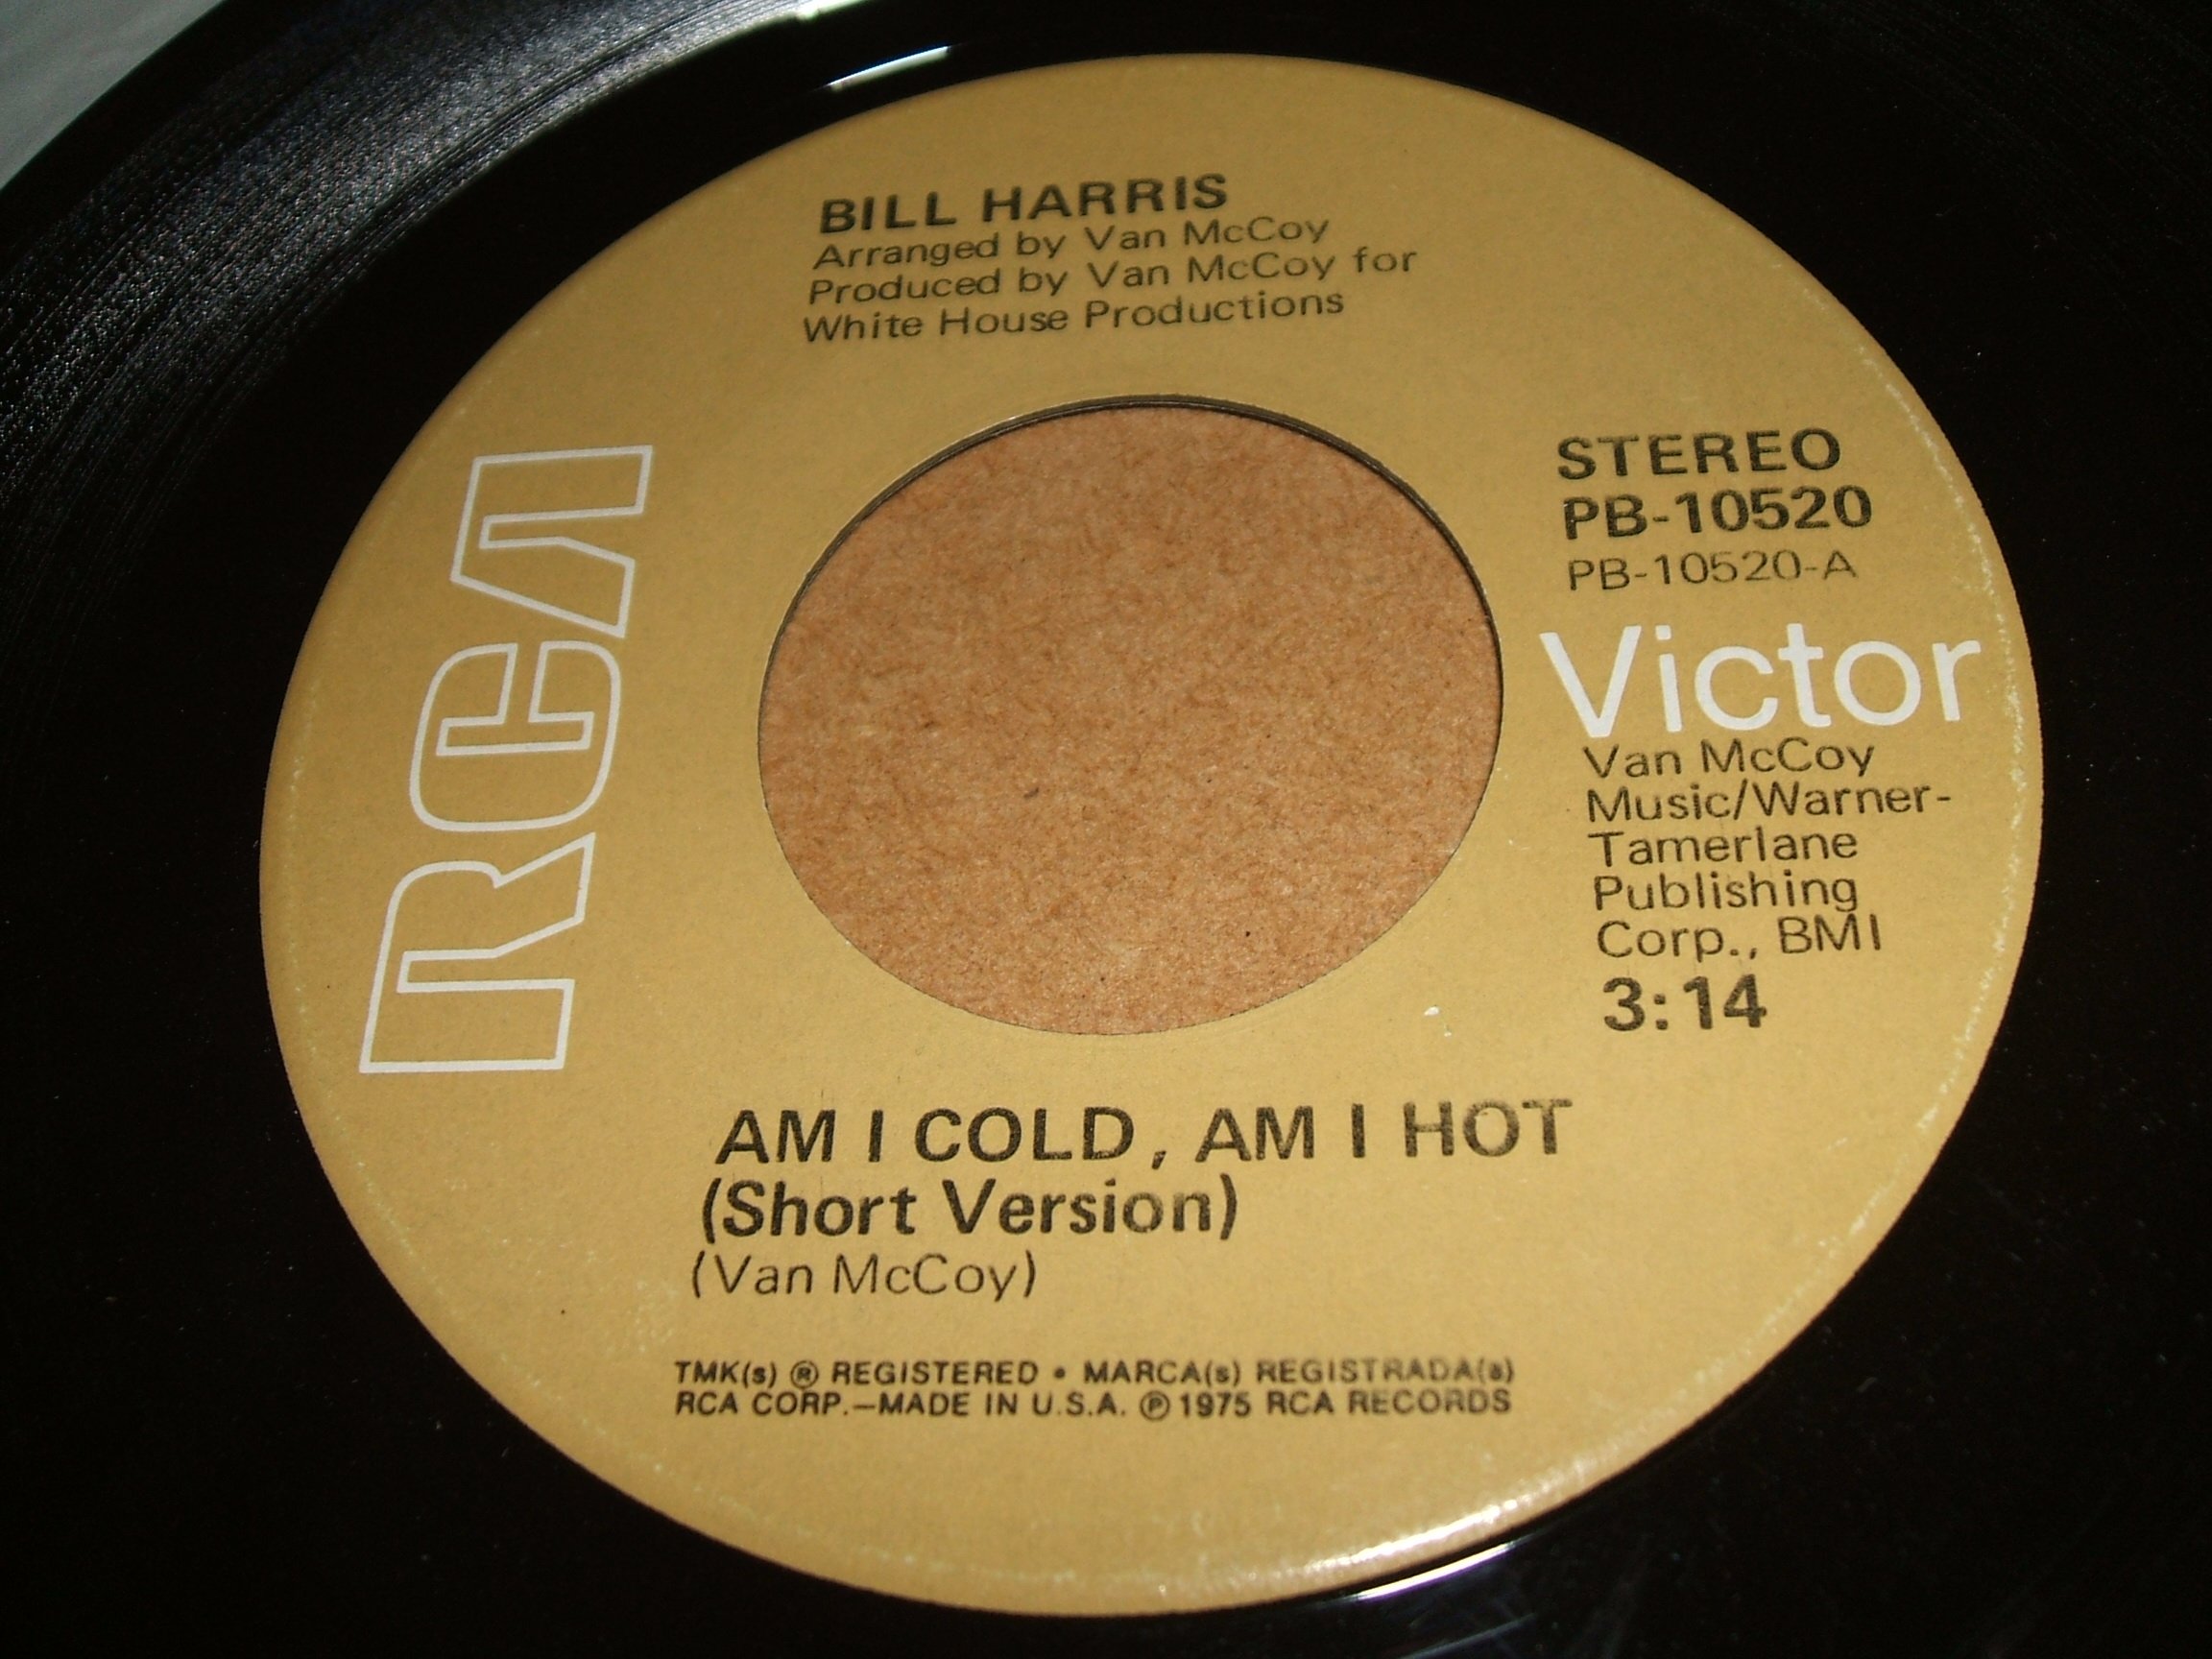 BILL HARRIS
Arranged by Van McCoy
Produced by Van McCoy for
White House Productions
RCA
STEREO
PB-10520
PB-10520-A
Victor
Van McCoy
Music/Warner-
Tamerlane
Publishing
Corp., BMI
3:14
AM I COLD, AM I HOT
(Short Version)
(Van McCoy)
TMK(s) ® REGISTERED • MARCA(s) REGISTRADA(s)
RCA CORP.—MADE IN U.S.A. ℗ 1975 RCA RECORDS